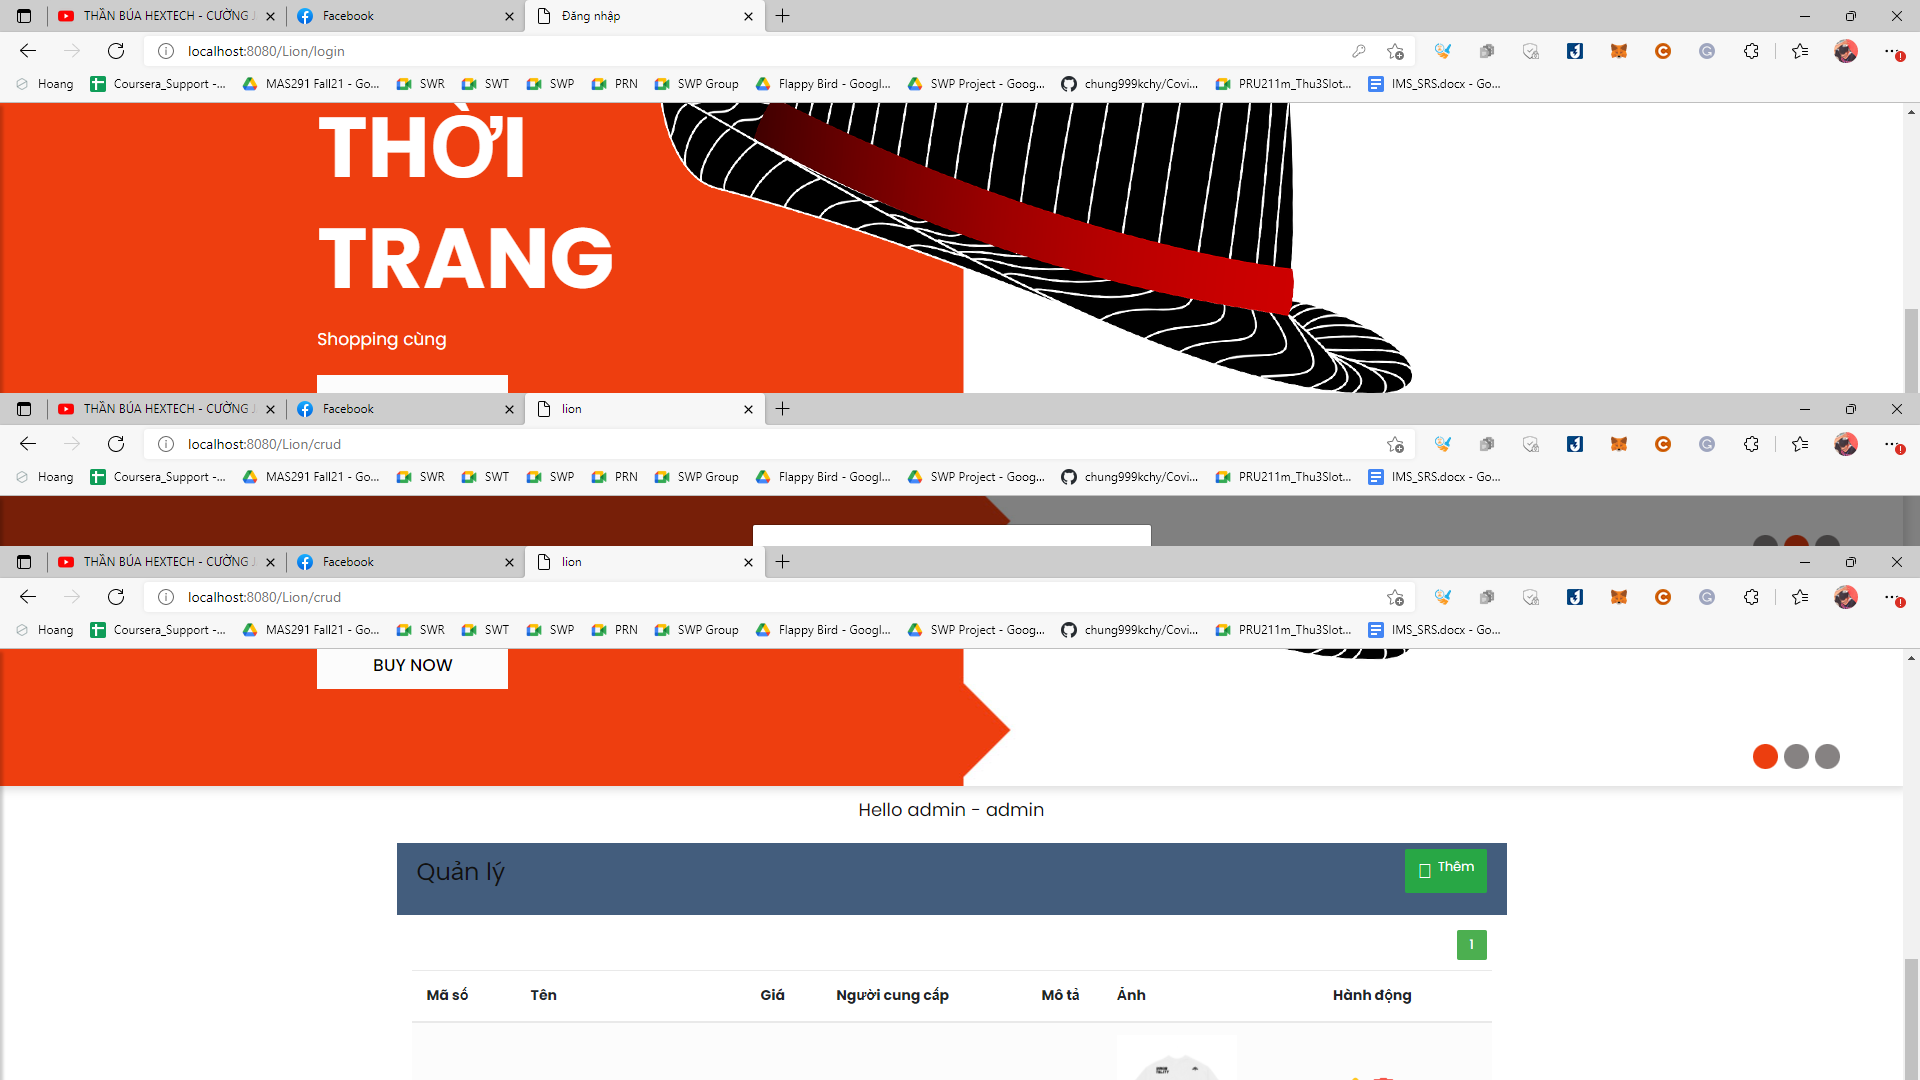 THẦN BÚA HEXTECH - CƯỜNG
Facebook
Đăng nhập
localhost:8080/Lion/login
Hoang
Coursera_Support -...
MAS291 Fall21 - Go...
SWR
SWT
SWP
PRN
SWP Group
Flappy Bird - Googl...
SWP Project - Goog...
chung999kchy/Covi...
PRU211m_Thu3Slot...
IMS_SRS.docx - Go...
THỜI
TRANG
Shopping cùng
THẦN BÚA HEXTECH - CƯỜNG
Facebook
lion
localhost:8080/Lion/crud
Hoang
Coursera_Support -...
MAS291 Fall21 - Go...
SWR
SWT
SWP
PRN
SWP Group
Flappy Bird - Googl...
SWP Project - Goog...
chung999kchy/Covi...
PRU211m_Thu3Slot...
IMS_SRS.docx - Go...
THẦN BÚA HEXTECH - CƯỜNG
Facebook
lion
localhost:8080/Lion/crud
Hoang
Coursera_Support -...
MAS291 Fall21 - Go...
SWR
SWT
SWP
PRN
SWP Group
Flappy Bird - Googl...
SWP Project - Goog...
chung999kchy/Covi...
PRU211m_Thu3Slot...
IMS_SRS.docx - Go...
BUY NOW
Hello admin - admin
Quản lý
Thêm
1
Mã số
Tên
Giá
Người cung cấp
Mô tả
Ảnh
Hành động